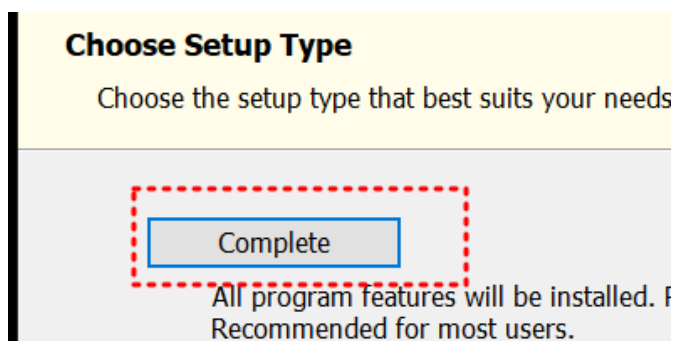 Choose Setup Type
Choose the setup type that best suits your needs
Complete
All program features will be installed.
Recommended for most users.